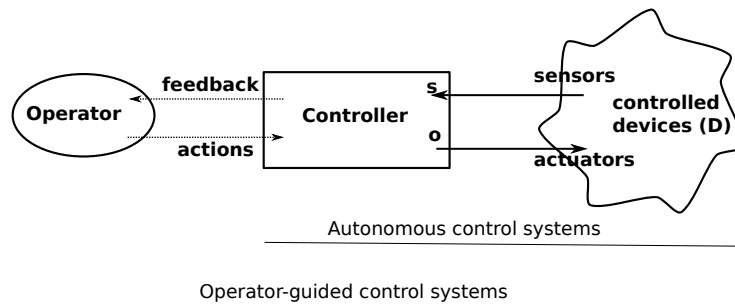 feedback
Operator
actions
Controller
s
o
sensors
controlled
devices (D)
actuators
Autonomous control systems
Operator-guided control systems